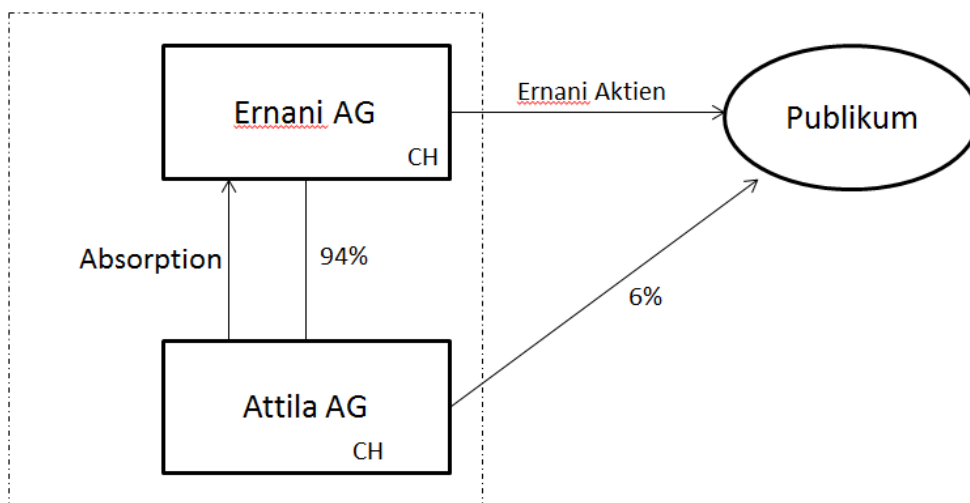 Ernani AG
CH
Ernani Aktien
Publikum
Absorption
94%
6%
Attila AG
CH